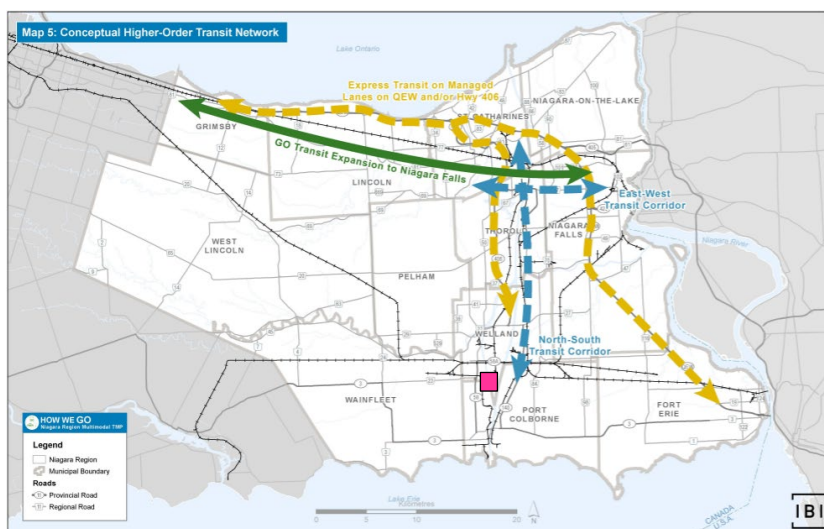 Map 5: Conceptual Higher-Order Transit Network
Lake Ontario
Express Transit on Managed
Lanes on QEW and/or Hwy 406
NIAGARA-ON-THE-LAKE
ST. CATHARINES
GRIMSBY
GO Transit Expansion to Niagara Falls
LINCOLN
East-West
Transit Corridor
THOROLD
NIAGARA
FALLS
WEST
LINCOLN
Niagara River
PELHAM
WELLAND
North-South
Transit Corridor
WAINFLEET
PORT
COLBORNE
FORT
ERIE
HOW WE GO
Niagara Region Multimodal TMP
Legend
Niagara Region
Municipal Boundary
Roads
Provincial Road
Regional Road
Lake Erie
Kilometres
0 5 10 20
N
CANADA
U.S.A
IBI